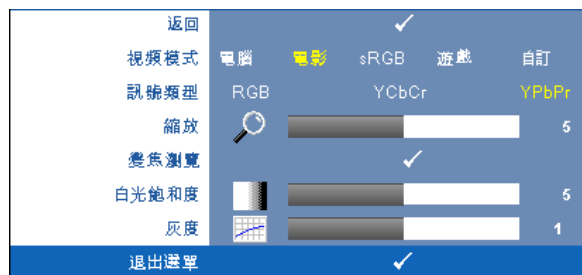 返回
視頻模式 電腦 電影 sRGB 遊戲 自訂
訊號類型 RGB YCbCr YPbPr
縮放 5
變焦瀏覽
白光飽和度 5
灰度 1
退出選單